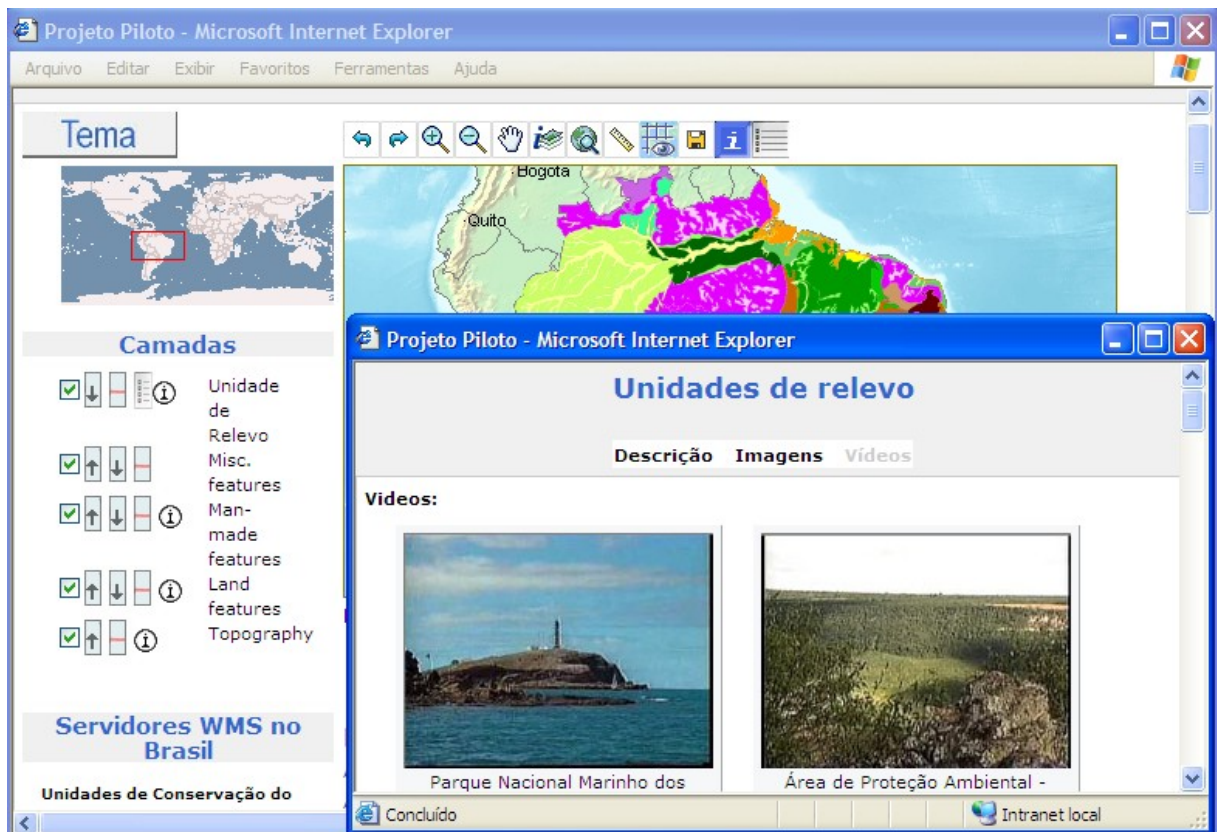 Projeto Piloto - Microsoft Internet Explorer
Arquivo Editar Exibir Favoritos Ferramentas Ajuda
Tema
Bogota
Quito
Camadas
Unidade
de
Relevo
Misc.
features
Man-
made
features
Land
features
Topography
Servidores WMS no
Brasil
Unidades de Conservação do
Projeto Piloto - Microsoft Internet Explorer
Unidades de relevo
Descrição Imagens Vídeos
Videos:
Parque Nacional Marinho dos
Área de Proteção Ambiental -
Concluído
Intranet local